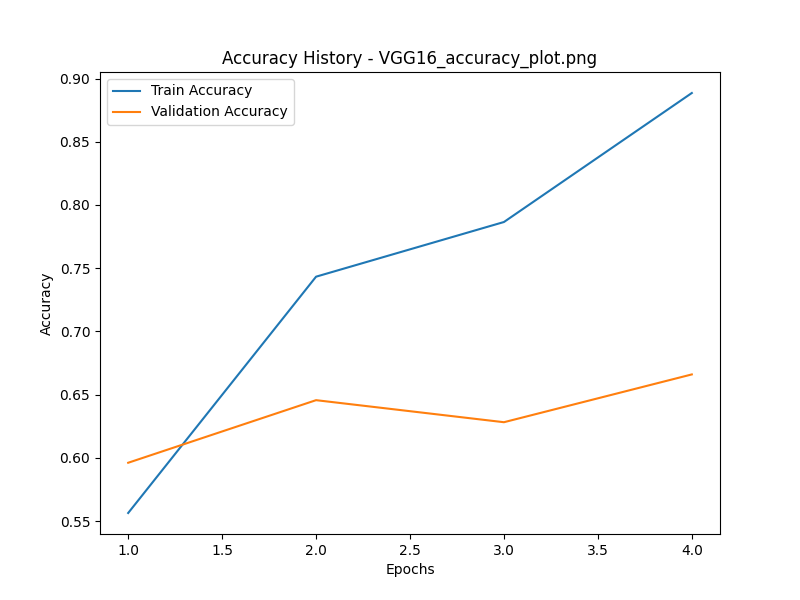 Accuracy History - VGG16_accuracy_plot.png
Train Accuracy
Validation Accuracy
0.90
0.85
0.80
0.75
0.70
0.65
0.60
0.55
Accuracy
1.0 1.5 2.0 2.5 3.0 3.5 4.0
Epochs